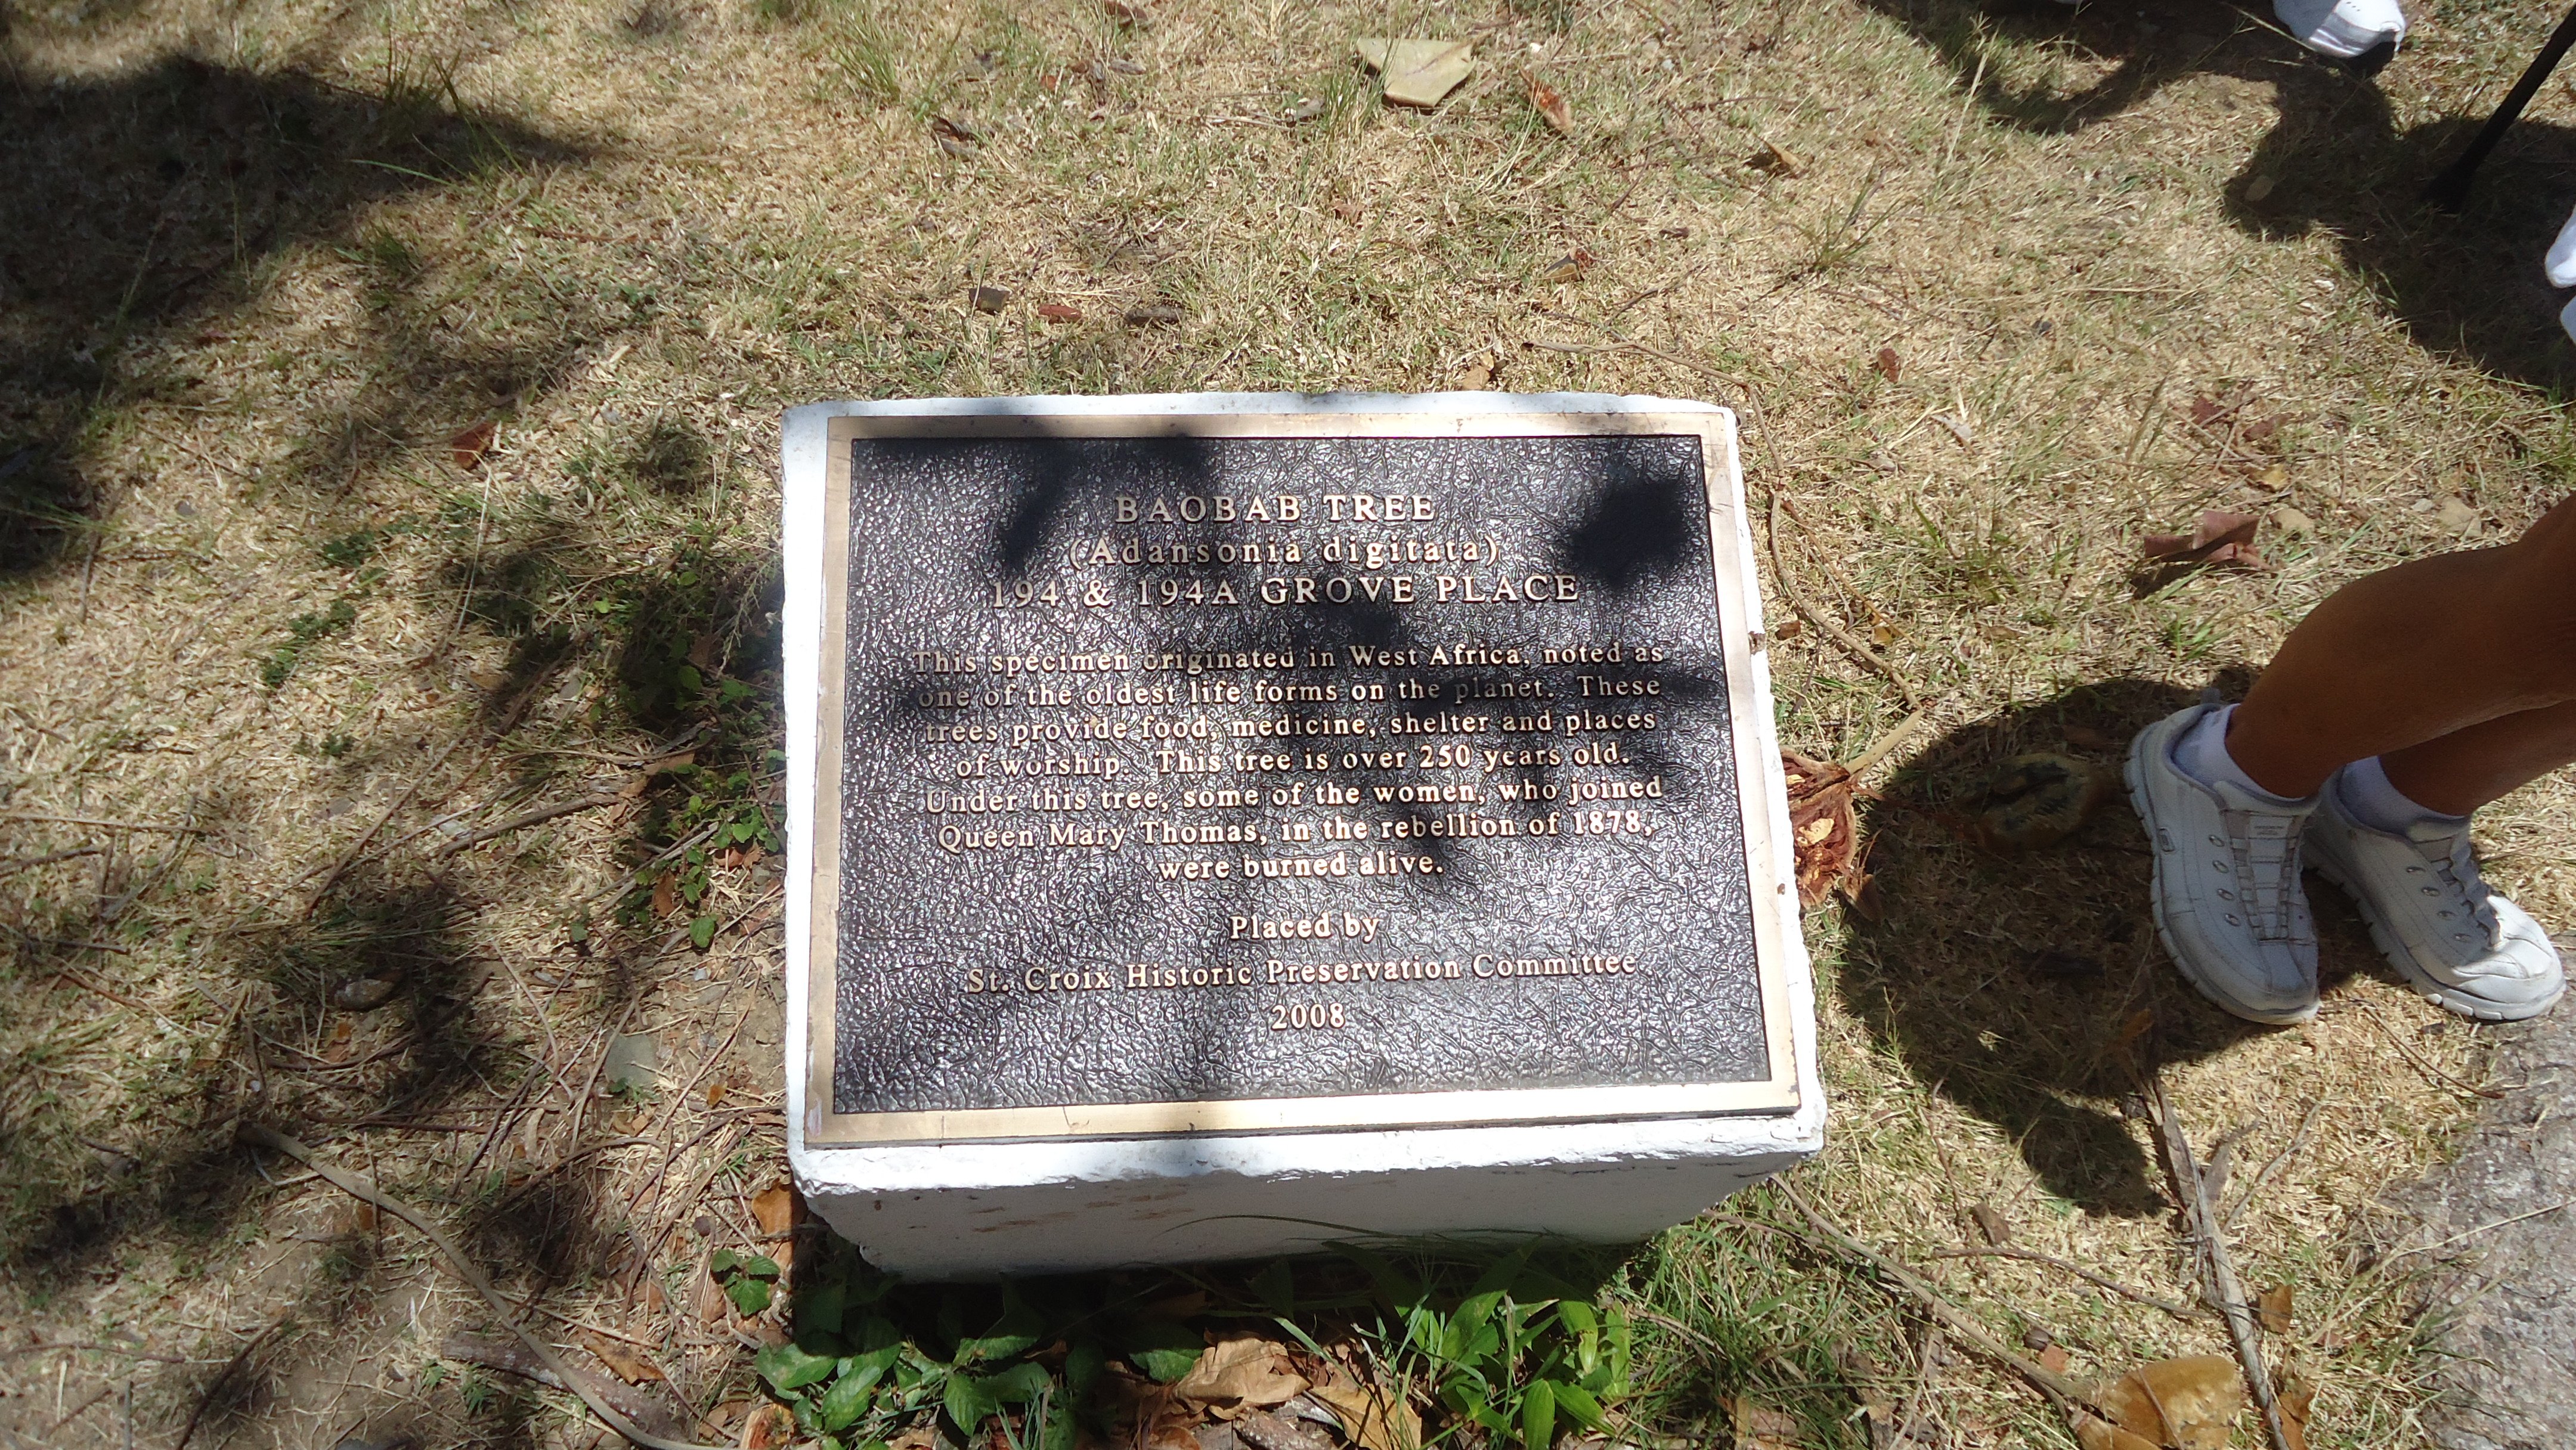 BAOBAB TREE
(Adansonia digitata)
194 & 194A GROVE PLACE
This specimen originated in West Africa, noted as
one of the oldest life forms on the planet. These
trees provide food, medicine, shelter and places
of worship. This tree is over 250 years old.
Under this tree, some of the women, who joined
Queen Mary Thomas, in the rebellion of 1878,
were burned alive.
Placed by
St. Croix Historic Preservation Committee
2008